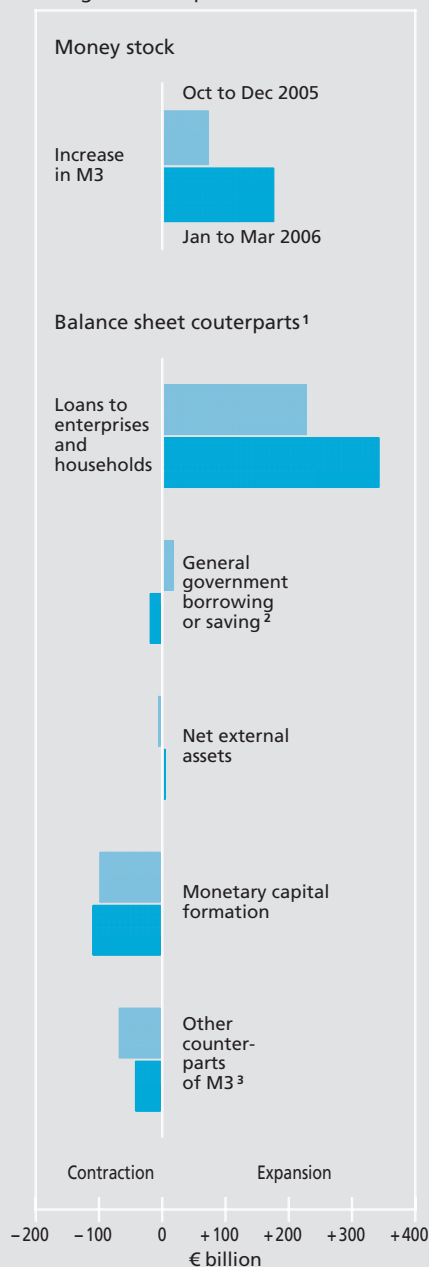 Money stock
Oct to Dec 2005
Increase
in M3
Jan to Mar 2006
Balance sheet couterparts 1
Loans to
enterprises
and
households
General
government
borrowing
or saving 2
Net external
assets
Monetary capital
formation
Other
counter-
parts
of M3 3
Contraction Expansion
−200 −100 0 +100 +200 +300 +400
€ billion